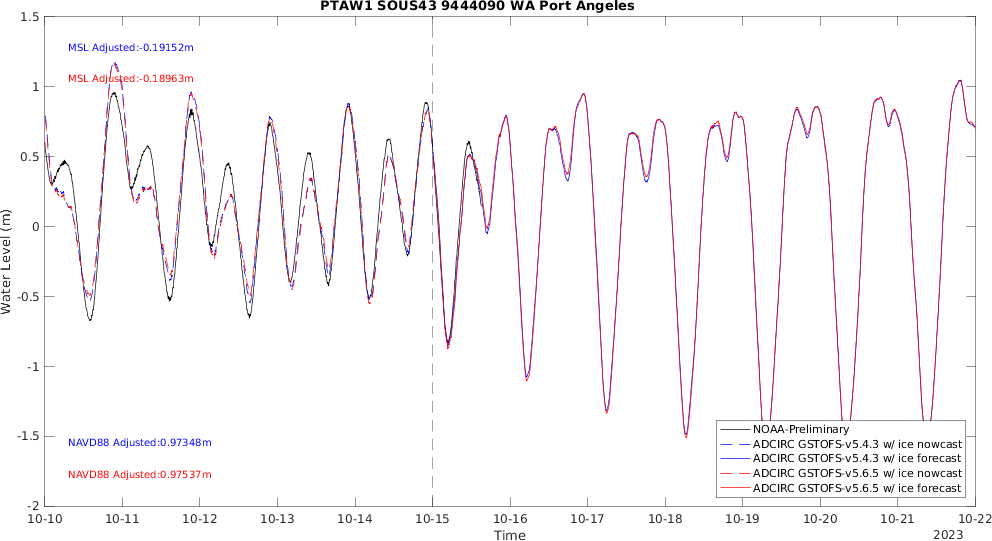 PTAW1 SOUS43 9444090 WA Port Angeles
1.5
MSL Adjusted:-0.19152m
MSL Adjusted:-0.18963m
1
0.5
0
-0.5
-1
-1.5
-2
Water Level (m)
NAVD88 Adjusted:0.97348m
NAVD88 Adjusted:0.97537m
NOAA-Preliminary
ADCIRC GSTOFS-v5.4.3 w/ ice nowcast
ADCIRC GSTOFS-v5.4.3 w/ ice forecast
ADCIRC GSTOFS-v5.6.5 w/ ice nowcast
ADCIRC GSTOFS-v5.6.5 w/ ice forecast
10-10 10-11 10-12 10-13 10-14 10-15 10-16 10-17 10-18 10-19 10-20 10-21 10-22
Time
2023